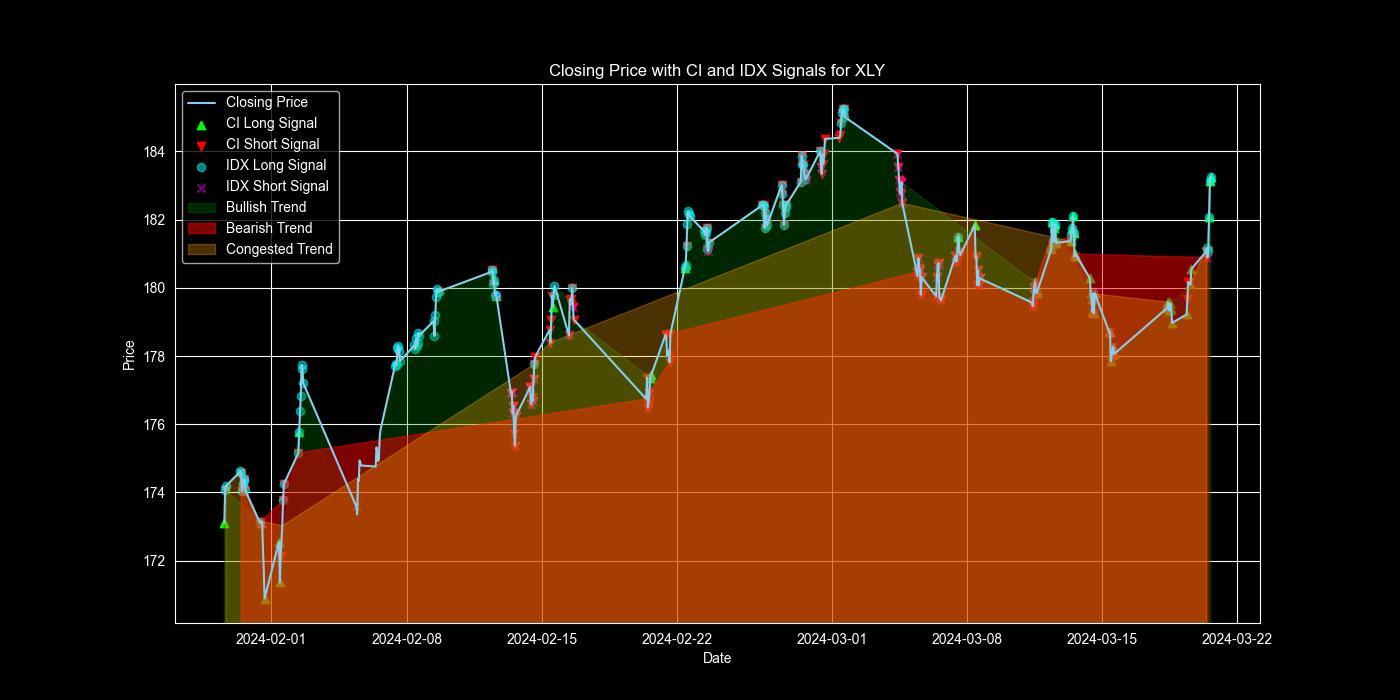 Closing Price with CI and IDX Signals for XLY
Closing Price
CI Long Signal
CI Short Signal
IDX Long Signal
IDX Short Signal
Bullish Trend
Bearish Trend
Congested Trend
Price
184
182
180
178
176
174
172
2024-02-01
2024-02-08
2024-02-15
2024-02-22
2024-03-01
2024-03-08
2024-03-15
2024-03-22
Date